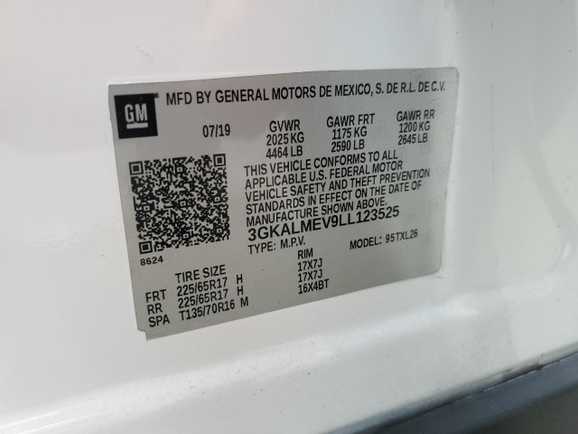 GM
MFD BY GENERAL MOTORS DE MEXICO, S. DE R.L. DE C.V.
07/19 GVWR GAWR FRT GAWR RR
2025 KG 1175 KG 1200 KG
4464 LB 2590 LB 2645 LB
THIS VEHICLE CONFORMS TO ALL
APPLICABLE U.S. FEDERAL MOTOR
VEHICLE SAFETY AND THEFT PREVENTION
STANDARDS IN EFFECT ON THE DATE OF
MANUFACTURE SHOWN ABOVE.
3GKALMEV9LL123525
8624 TYPE: M.P.V. MODEL: 95TXL26
TIRE SIZE RIM
FRT 225/65R17 H 17X7J
RR 225/65R17 H 17X7J
SPA T135/70R16 M 16X4BT